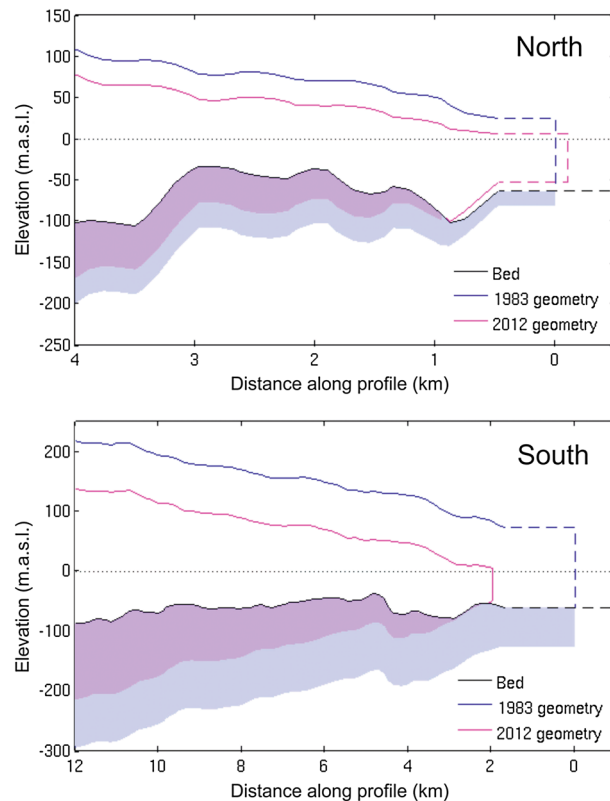 150
North
100
50
0
-50
-100
-150
-200
-250
Elevation (m.a.s.l.)
Bed
1983 geometry
2012 geometry
4 3 2 1 0
Distance along profile (km)
200
South
100
0
-100
-200
-300
Elevation (m.a.s.l.)
Bed
1983 geometry
2012 geometry
12 10 8 6 4 2 0
Distance along profile (km)